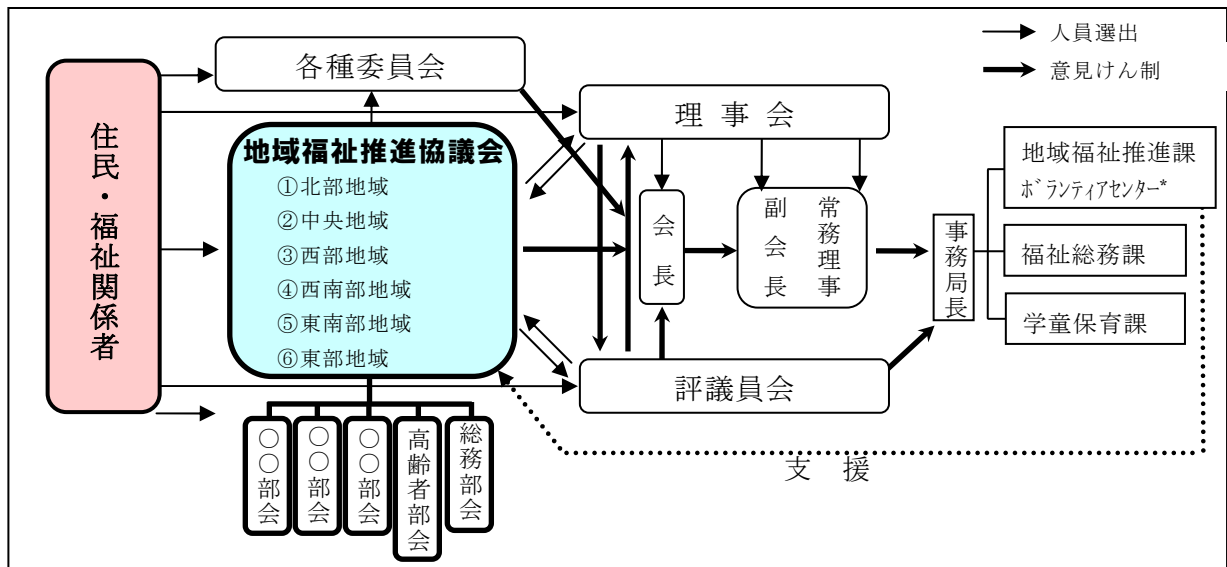 人員選出
意見けん制
各種委員会
理事会
住民・福祉関係者
地域福祉推進協議会
①北部地域
②中央地域
③西部地域
④西南部地域
⑤東南部地域
⑥東部地域
会長
副会長
常務理事
事務局長
地域福祉推進課
ﾎﾞﾗﾝﾃｨｱｾﾝﾀｰ*
福祉総務課
学童保育課
評議員会
支援
〇〇部会
〇〇部会
〇〇部会
高齢者部会
総務部会